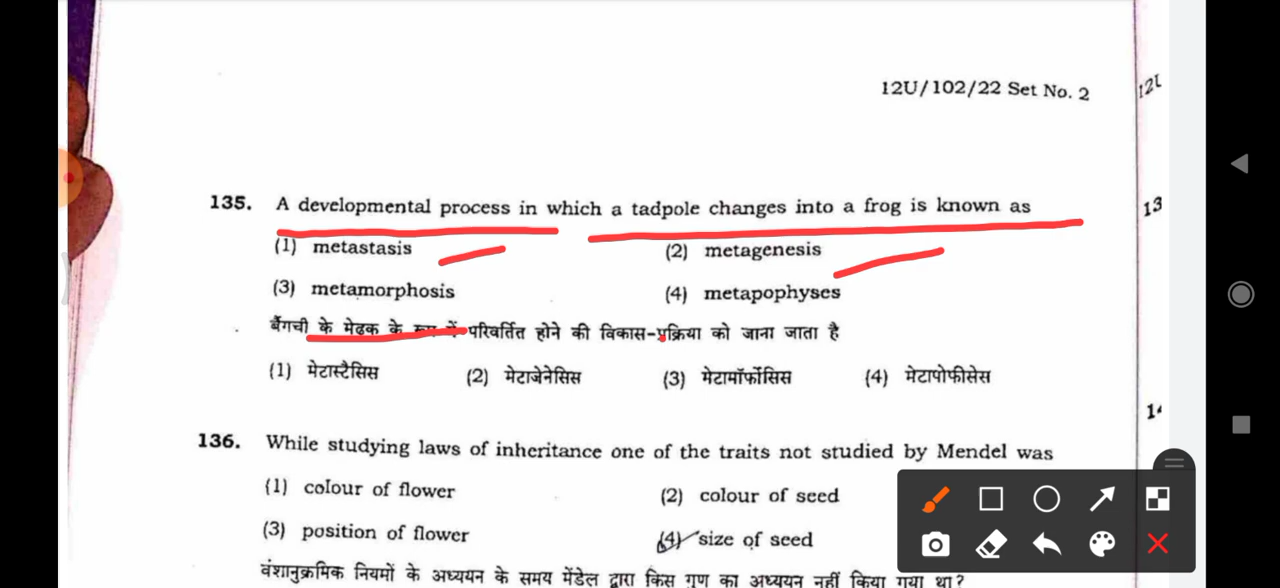 12U/102/22 Set No. 2
12U
135. A developmental process in which a tadpole changes into a frog is known as
13
(1) metastasis (2) metagenesis
(3) metamorphosis (4) metapophyses
बैंगची के मेढक के रूप में परिवर्तित होने की विकास-प्रक्रिया को जाना जाता है
(1) मेटास्टैसिस (2) मेटाजेनेसिस (3) मेटामॉर्फोसिस (4) मेटापोफीसेस
14
136. While studying laws of inheritance one of the traits not studied by Mendel was
(1) colour of flower (2) colour of seed
(3) position of flower (4) size of seed
वंशानुक्रमिक नियमों के अध्ययन के समय मेंडेल द्वारा किस गुण का अध्ययन नहीं किया गया था?